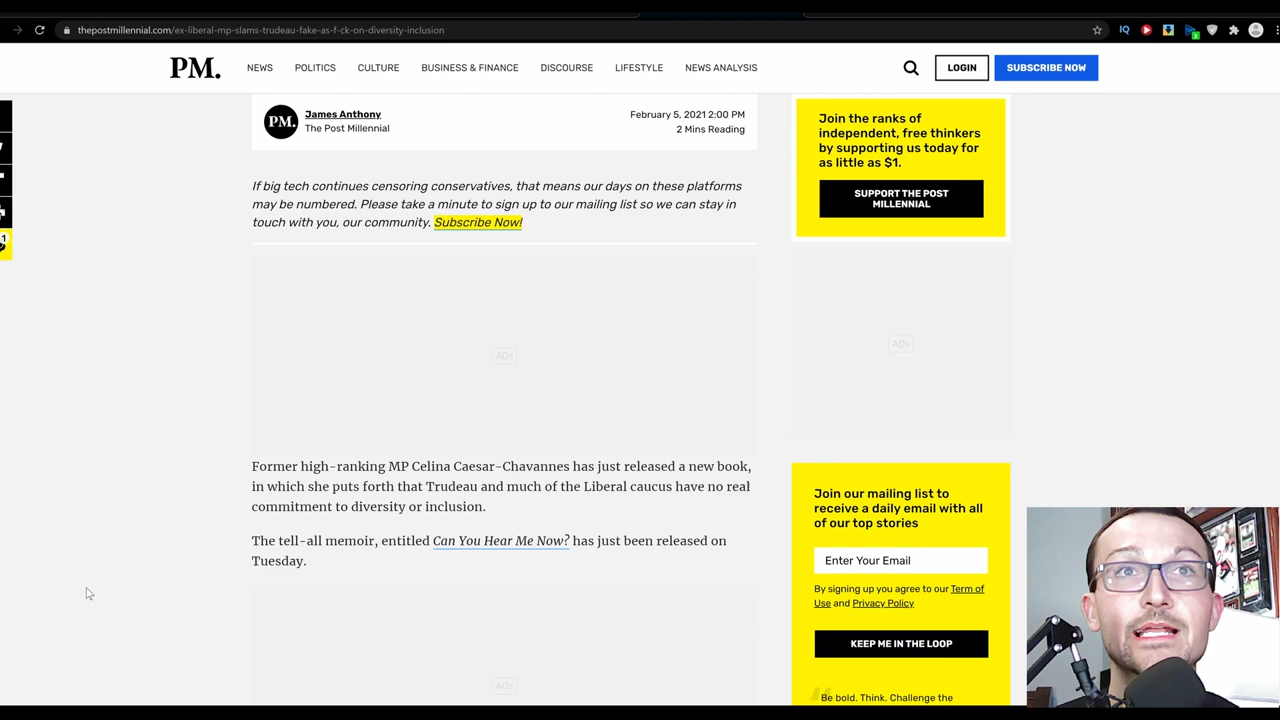 thepostmillennial.com/ex-liberal-mp-slams-trudeau-fake-as-f-ck-on-diversity-inclusion
PM.
NEWS
POLITICS
CULTURE
BUSINESS & FINANCE
DISCOURSE
LIFESTYLE
NEWS ANALYSIS
LOGIN
SUBSCRIBE NOW
PM.
James Anthony
The Post Millennial
February 5, 2021 2:00 PM
2 Mins Reading
If big tech continues censoring conservatives, that means our days on these platforms
may be numbered. Please take a minute to sign up to our mailing list so we can stay in
touch with you, our community. Subscribe Now!
ADs
Former high-ranking MP Celina Caesar-Chavannes has just released a new book,
in which she puts forth that Trudeau and much of the Liberal caucus have no real
commitment to diversity or inclusion.
The tell-all memoir, entitled Can You Hear Me Now? has just been released on
Tuesday.
ADs
Join the ranks of
independent, free thinkers
by supporting us today for
as little as $1.
SUPPORT THE POST
MILLENNIAL
ADs
Join our mailing list to
receive a daily email with all
of our top stories
Enter Your Email
By signing up you agree to our Term of
Use and Privacy Policy
KEEP ME IN THE LOOP
Be bold. Think. Challenge the